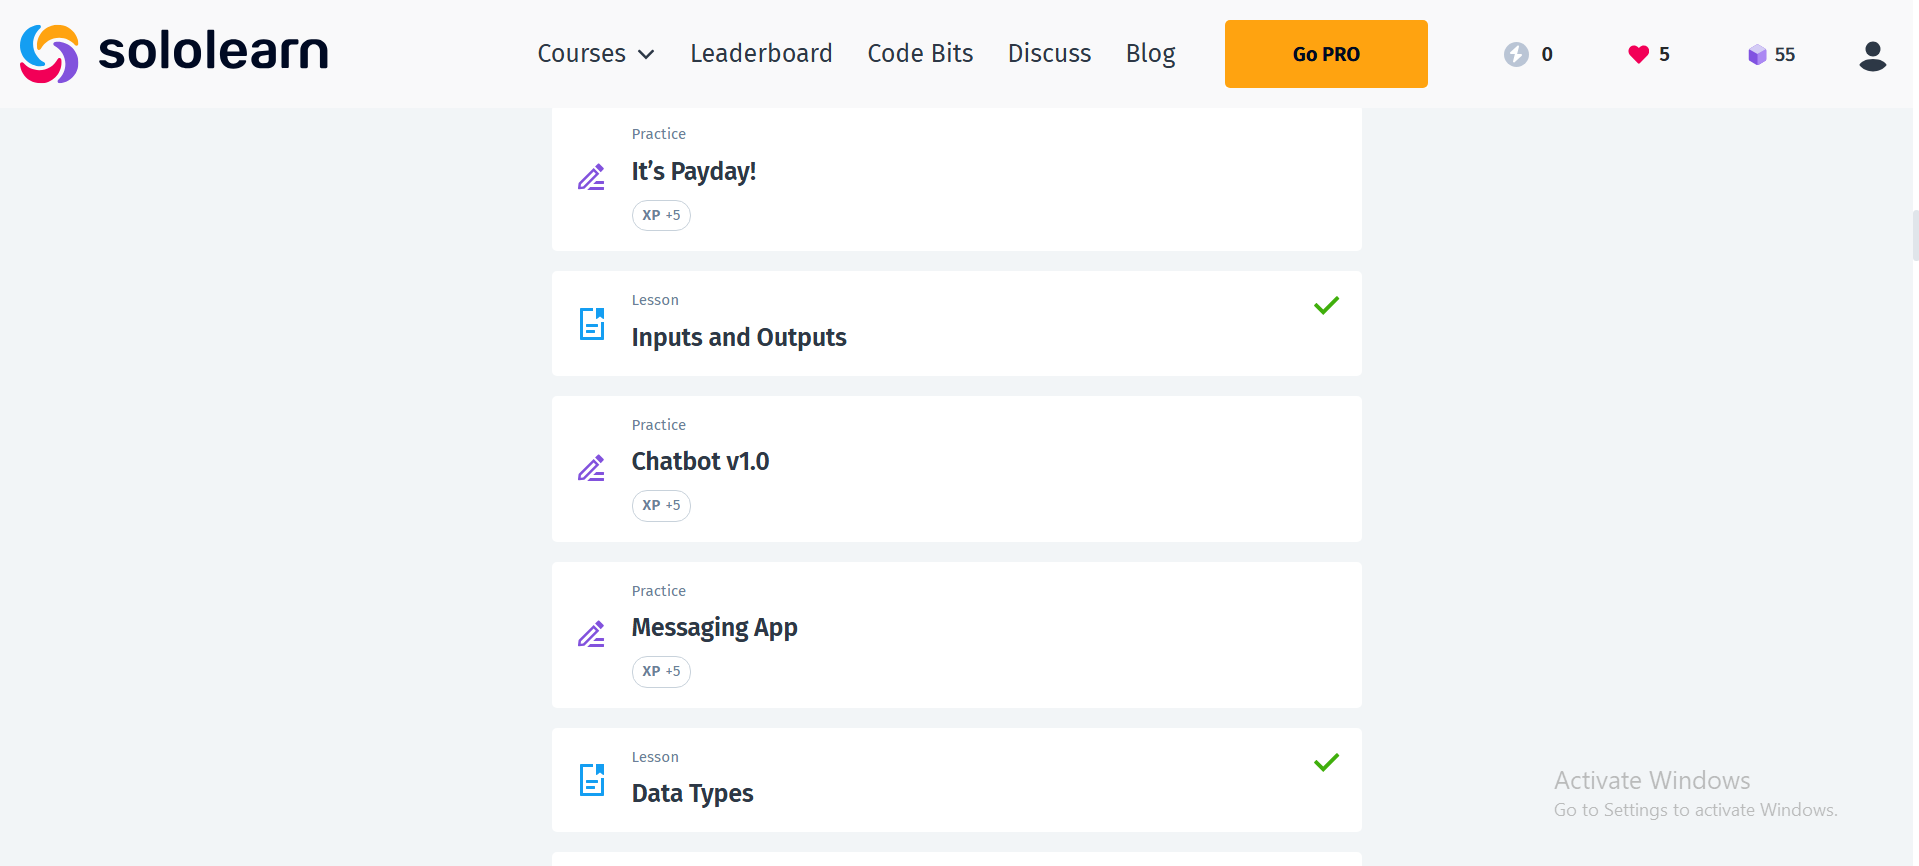 sololearn
Courses Leaderboard Code Bits Discuss Blog Go PRO 0 5 55
Practice
It’s Payday!
XP +5
Lesson
Inputs and Outputs
Practice
Chatbot v1.0
XP +5
Practice
Messaging App
XP +5
Lesson
Data Types
Activate Windows
Go to Settings to activate Windows.